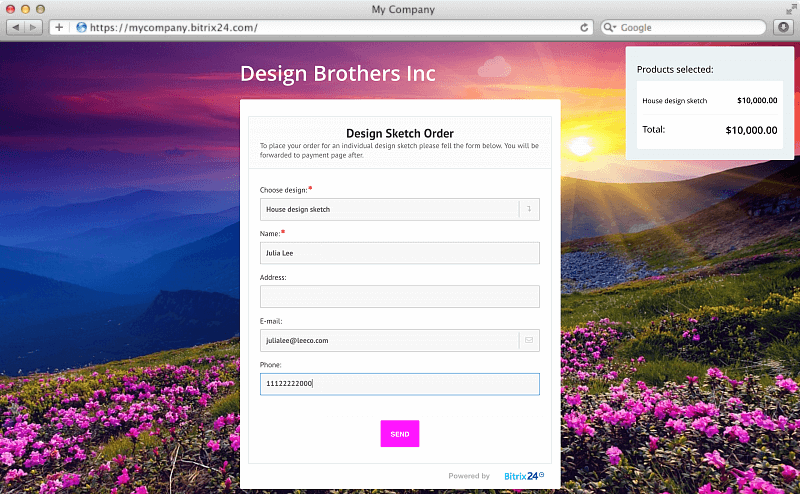 My Company
https://mycompany.bitrix24.com/
Google
Design Brothers Inc
Products selected:
House design sketch $10,000.00
Total: $10,000.00
Design Sketch Order
To place your order for an individual design sketch please fell the form below. You will be
forwarded to payment page after.
Choose design:*
House design sketch
Name:*
Julia Lee
Address:
E-mail:
julialee@leeco.com
Phone:
11122222000
SEND
Powered by Bitrix24